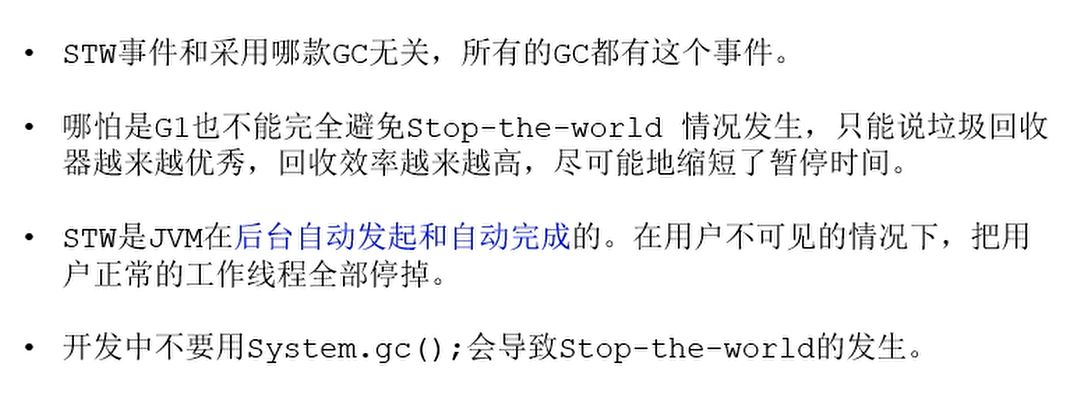 • STW事件和采用哪款GC无关，所有的GC都有这个事件。
• 哪怕是G1也不能完全避免Stop-the-world 情况发生，只能说垃圾回收
器越来越优秀，回收效率越来越高，尽可能地缩短了暂停时间。
• STW是JVM在后台自动发起和自动完成的。在用户不可见的情况下，把用
户正常的工作线程全部停掉。
• 开发中不要用System.gc();会导致Stop-the-world的发生。